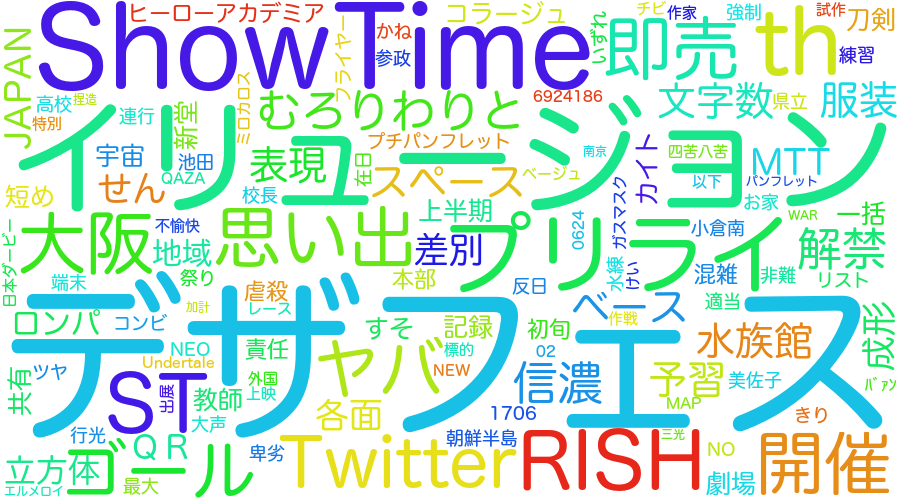 ヒーローアカデミア
コラージュ
チビ
作家
強制
試作
刀剣
JAPAN
ShowTime
フライヤー
かね
参政
いずれ
即売
th
練習
高校
捏造
連行
特別
新堂
ミロカロス
むろりわりと
6924186
文字数
県立
服装
イリュージョン
宇宙
池田
QAZA
表現
在日
プチパンフレット
スペース
ベージュ
カイト
南京
四苦八苦
MTT
パンフレット
短め
せん
校長
上半期
0624
ガスマスク
以下
お家
WAR
一括
日本ダービー
大阪
不愉快
思い出
差別
プリライ
小倉南
解禁
地域
水練
けい
混雑
非難
リスト
端末
祭り
虐殺
本部
反日
ベース
適当
成形
ロンパ
コンビ
加計
レース
デザフェス
すそ
記録
初旬
作戦
水族館
ツヤ
NEO
責任
ヤバ
標的
02
信濃
予習
美佐子
共有
Undertale
外国
上映
NEW
MAP
ST
出展
教師
大声
各面
1706
きり
行光
QR
卑劣
Twitter
朝鮮半島
RISH
三光
NO
開催
立方体
エルメロイ
最大
ゴール
劇場